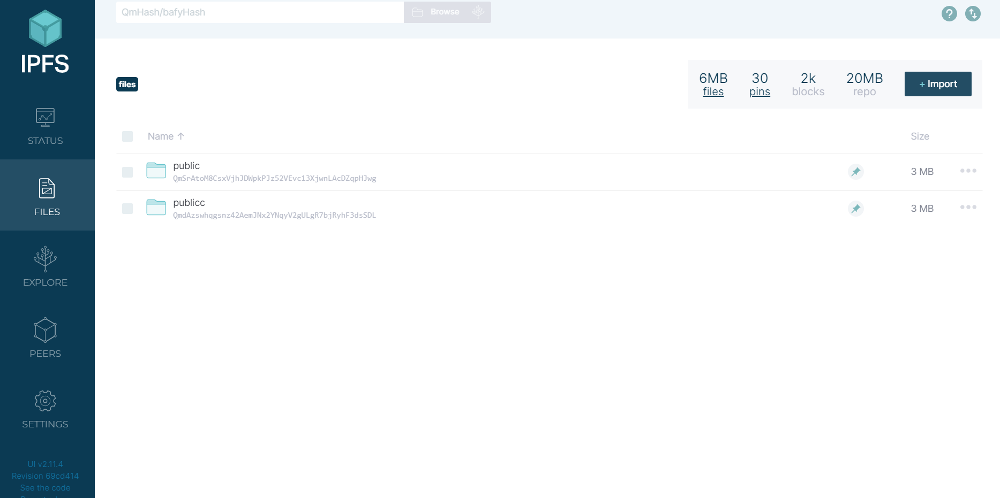 QmHash/bafyHash
Browse
?
IPFS
files
6MB
files
30
pins
2k
blocks
20MB
repo
+ Import
STATUS
FILES
EXPLORE
PEERS
SETTINGS
Name ↑
Size
public
QmSrAtoM8CsxVjhJDWpkPJz52VEvc13XjwnLAcDZqpHJwg
3 MB
publicc
QmdAzswhqgsnz42AemJNx2YNqyV2gULgR7bjRyhF3dsSDL
3 MB
UI v2.11.4
Revision 69cd414
See the code